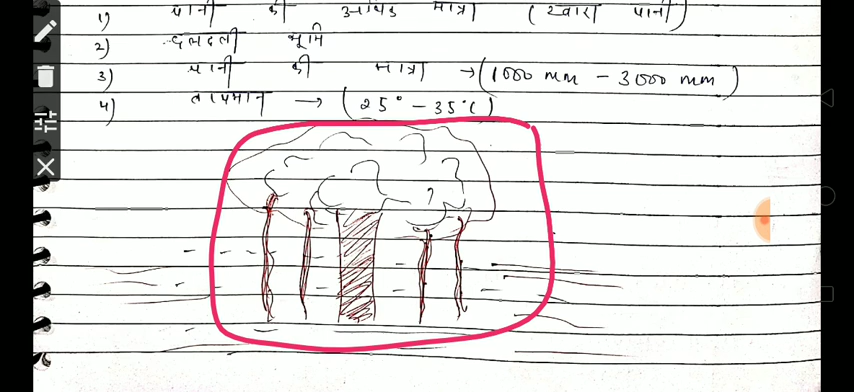 1) पानी की अधिक मात्रा (खारा पानी)
2) दलदली भूमि
3) पानी की मात्रा → (1000 mm - 3000 mm)
4) तापमान → (25° - 35°C)